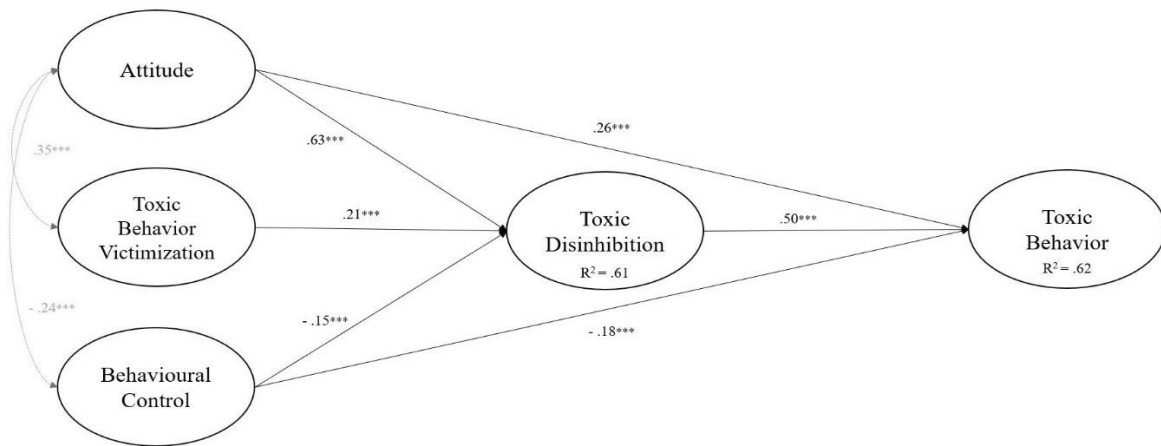 Attitude
.26***
.63***
.35***
Toxic
Behavior
Victimization
.21***
Toxic
Disinhibition
R² = .61
.50***
Toxic
Behavior
R² = .62
- .24***
- .15***
- .18***
Behavioural
Control